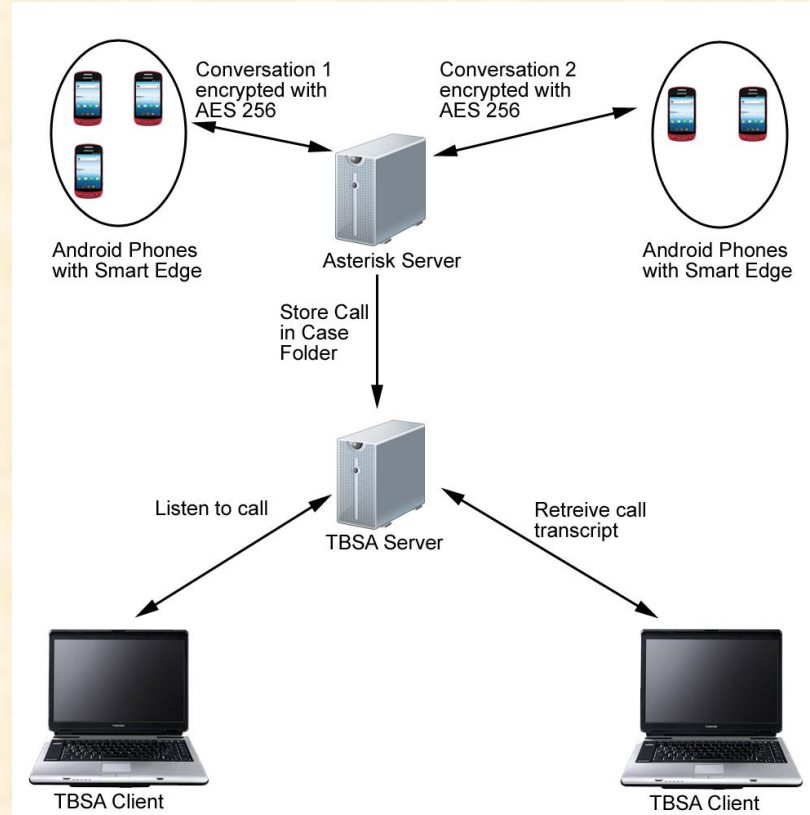 Conversation 1
encrypted with
AES 256
Conversation 2
encrypted with
AES 256
Android Phones
with Smart Edge
Asterisk Server
Android Phones
with Smart Edge
Store Call
in Case
Folder
Listen to call
Retreive call
transcript
TBSA Server
TBSA Client
TBSA Client